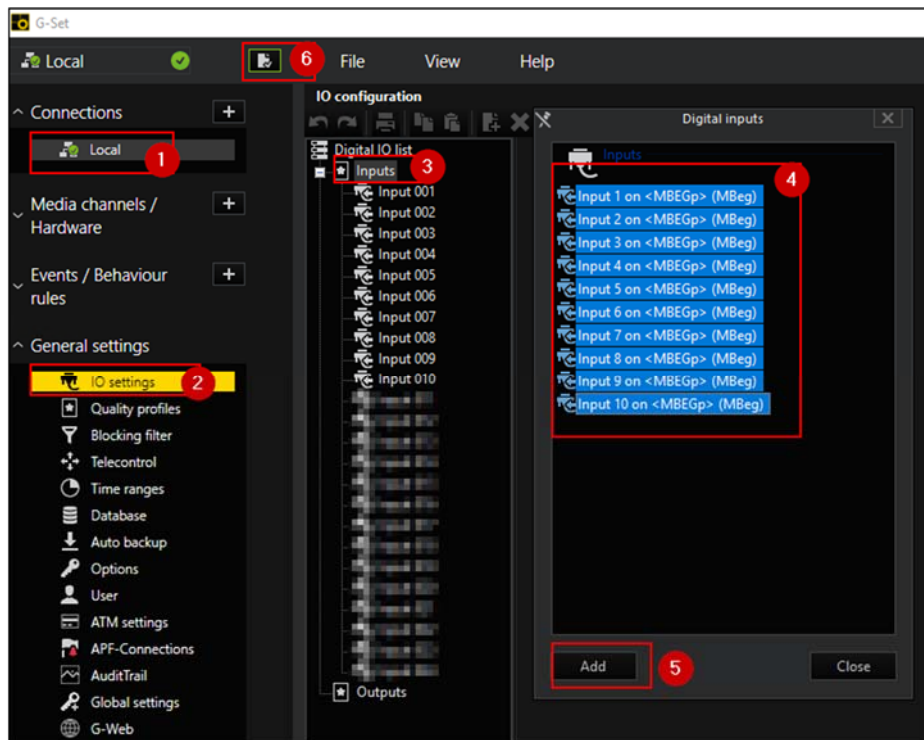 G-Set
Local
6
File
View
Help
Connections
+
Local
1
Media channels /
Hardware
+
Events / Behaviour
rules
+
General settings
IO settings
2
Quality profiles
Blocking filter
Telecontrol
Time ranges
Database
Auto backup
Options
User
ATM settings
APF-Connections
AuditTrail
Global settings
G-Web
IO configuration
Digital IO list
Inputs
3
Input 001
Input 002
Input 003
Input 004
Input 005
Input 006
Input 007
Input 008
Input 009
Input 010
Outputs
Digital inputs
Inputs
4
Input 1 on <MBEGp> (MBeg)
Input 2 on <MBEGp> (MBeg)
Input 3 on <MBEGp> (MBeg)
Input 4 on <MBEGp> (MBeg)
Input 5 on <MBEGp> (MBeg)
Input 6 on <MBEGp> (MBeg)
Input 7 on <MBEGp> (MBeg)
Input 8 on <MBEGp> (MBeg)
Input 9 on <MBEGp> (MBeg)
Input 10 on <MBEGp> (MBeg)
Add
5
Close